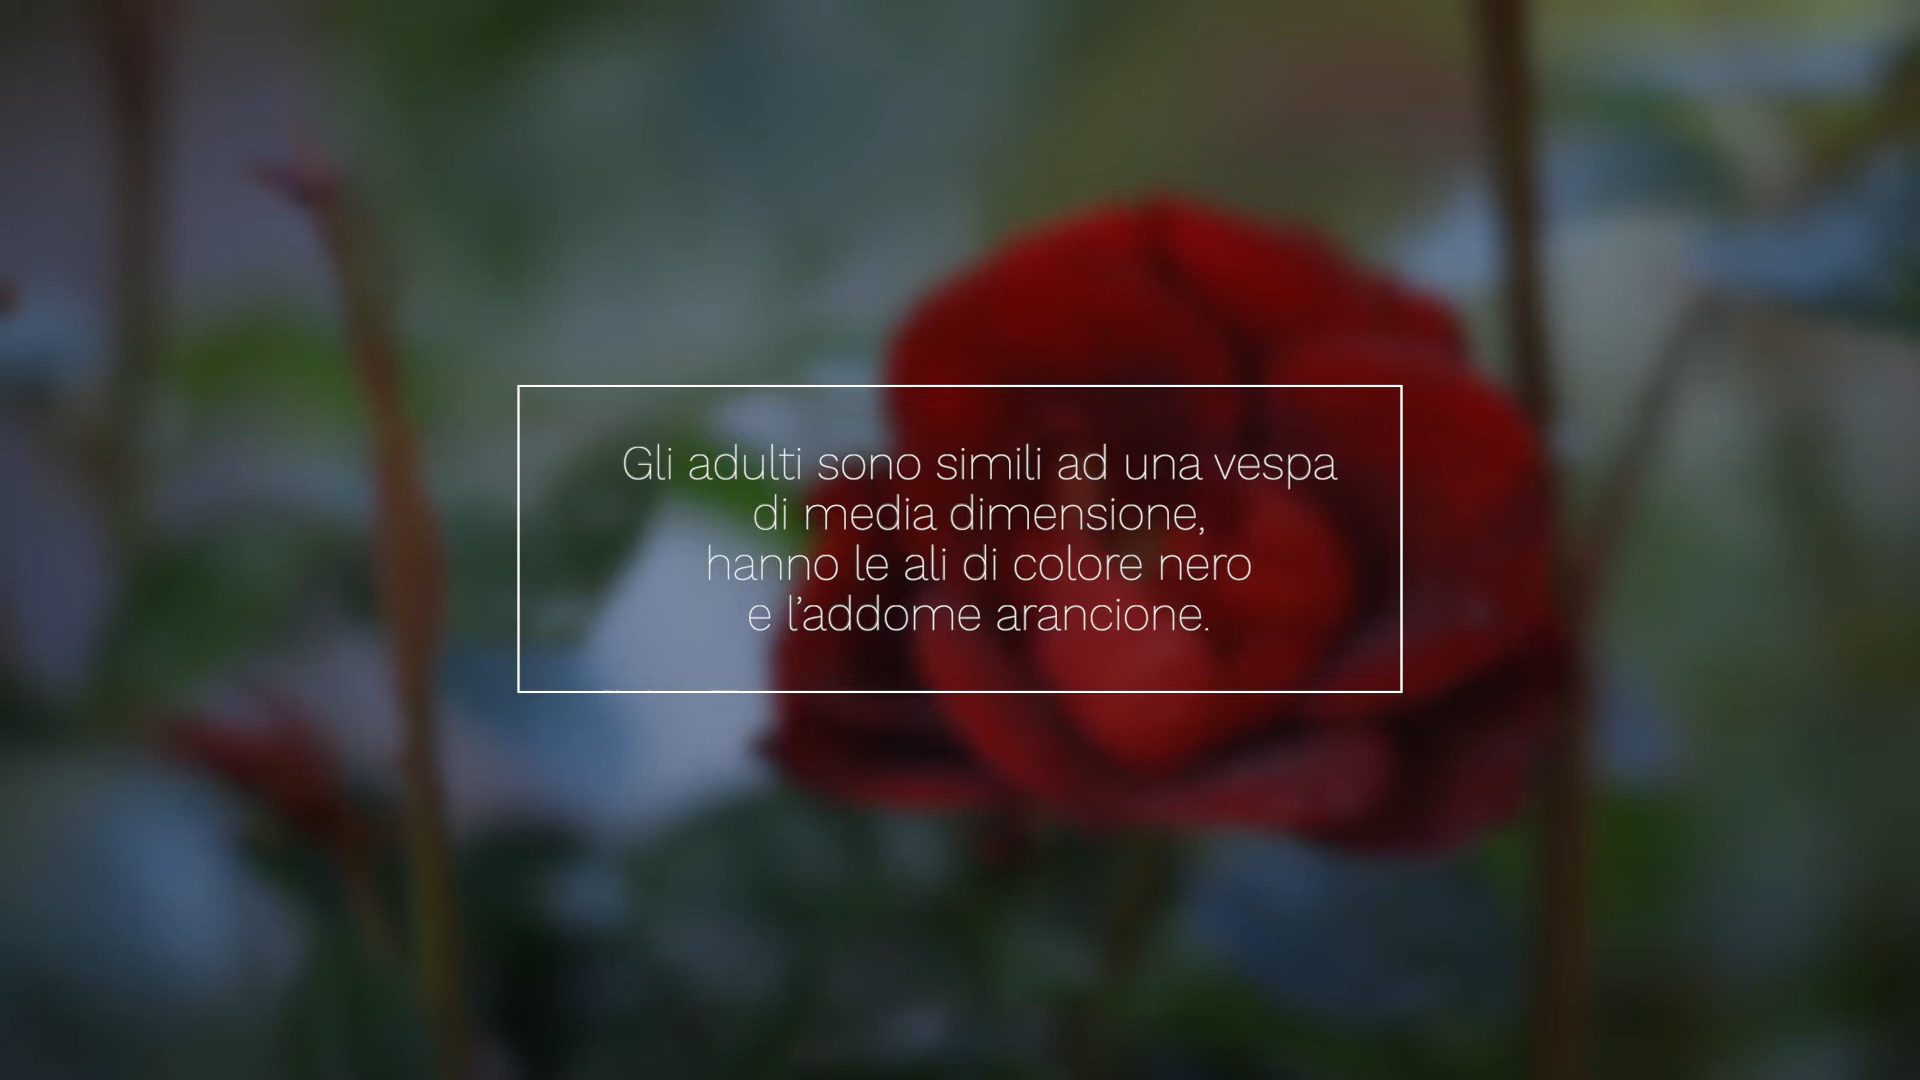 Gli adulti sono simili ad una vespa
di media dimensione,
hanno le ali di colore nero
e l’addome arancione.